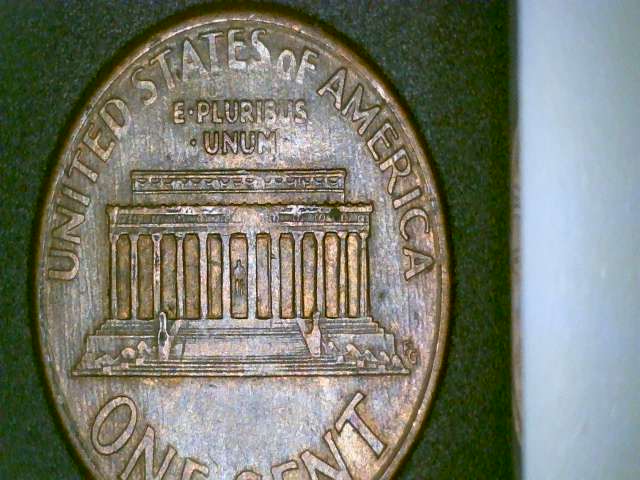 UNITED STATES OF AMERICA
E·PLURIBUS
·UNUM·
ONE CENT